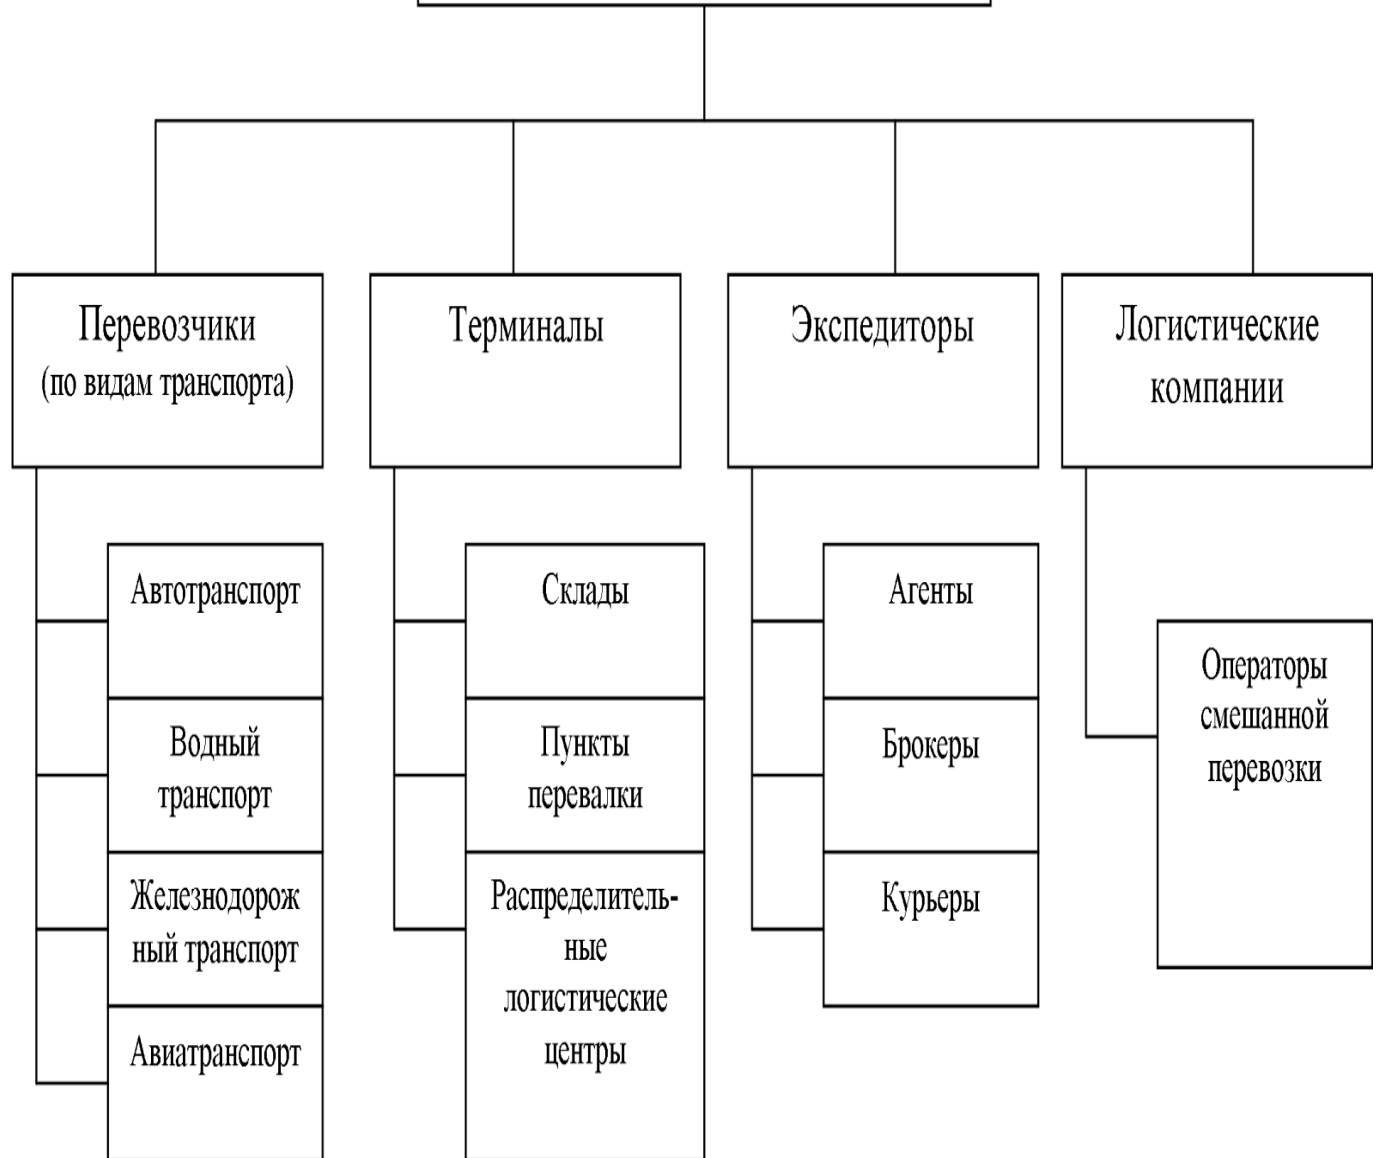 Перевозчики
(по видам транспорта)
Терминалы
Экспедиторы
Логистические
компании
Автотранспорт
Водный
транспорт
Железнодорож
ный транспорт
Авиатранспорт
Склады
Пункты
перевалки
Распределитель-
ные
логистические
центры
Агенты
Брокеры
Курьеры
Операторы
смешанной
перевозки